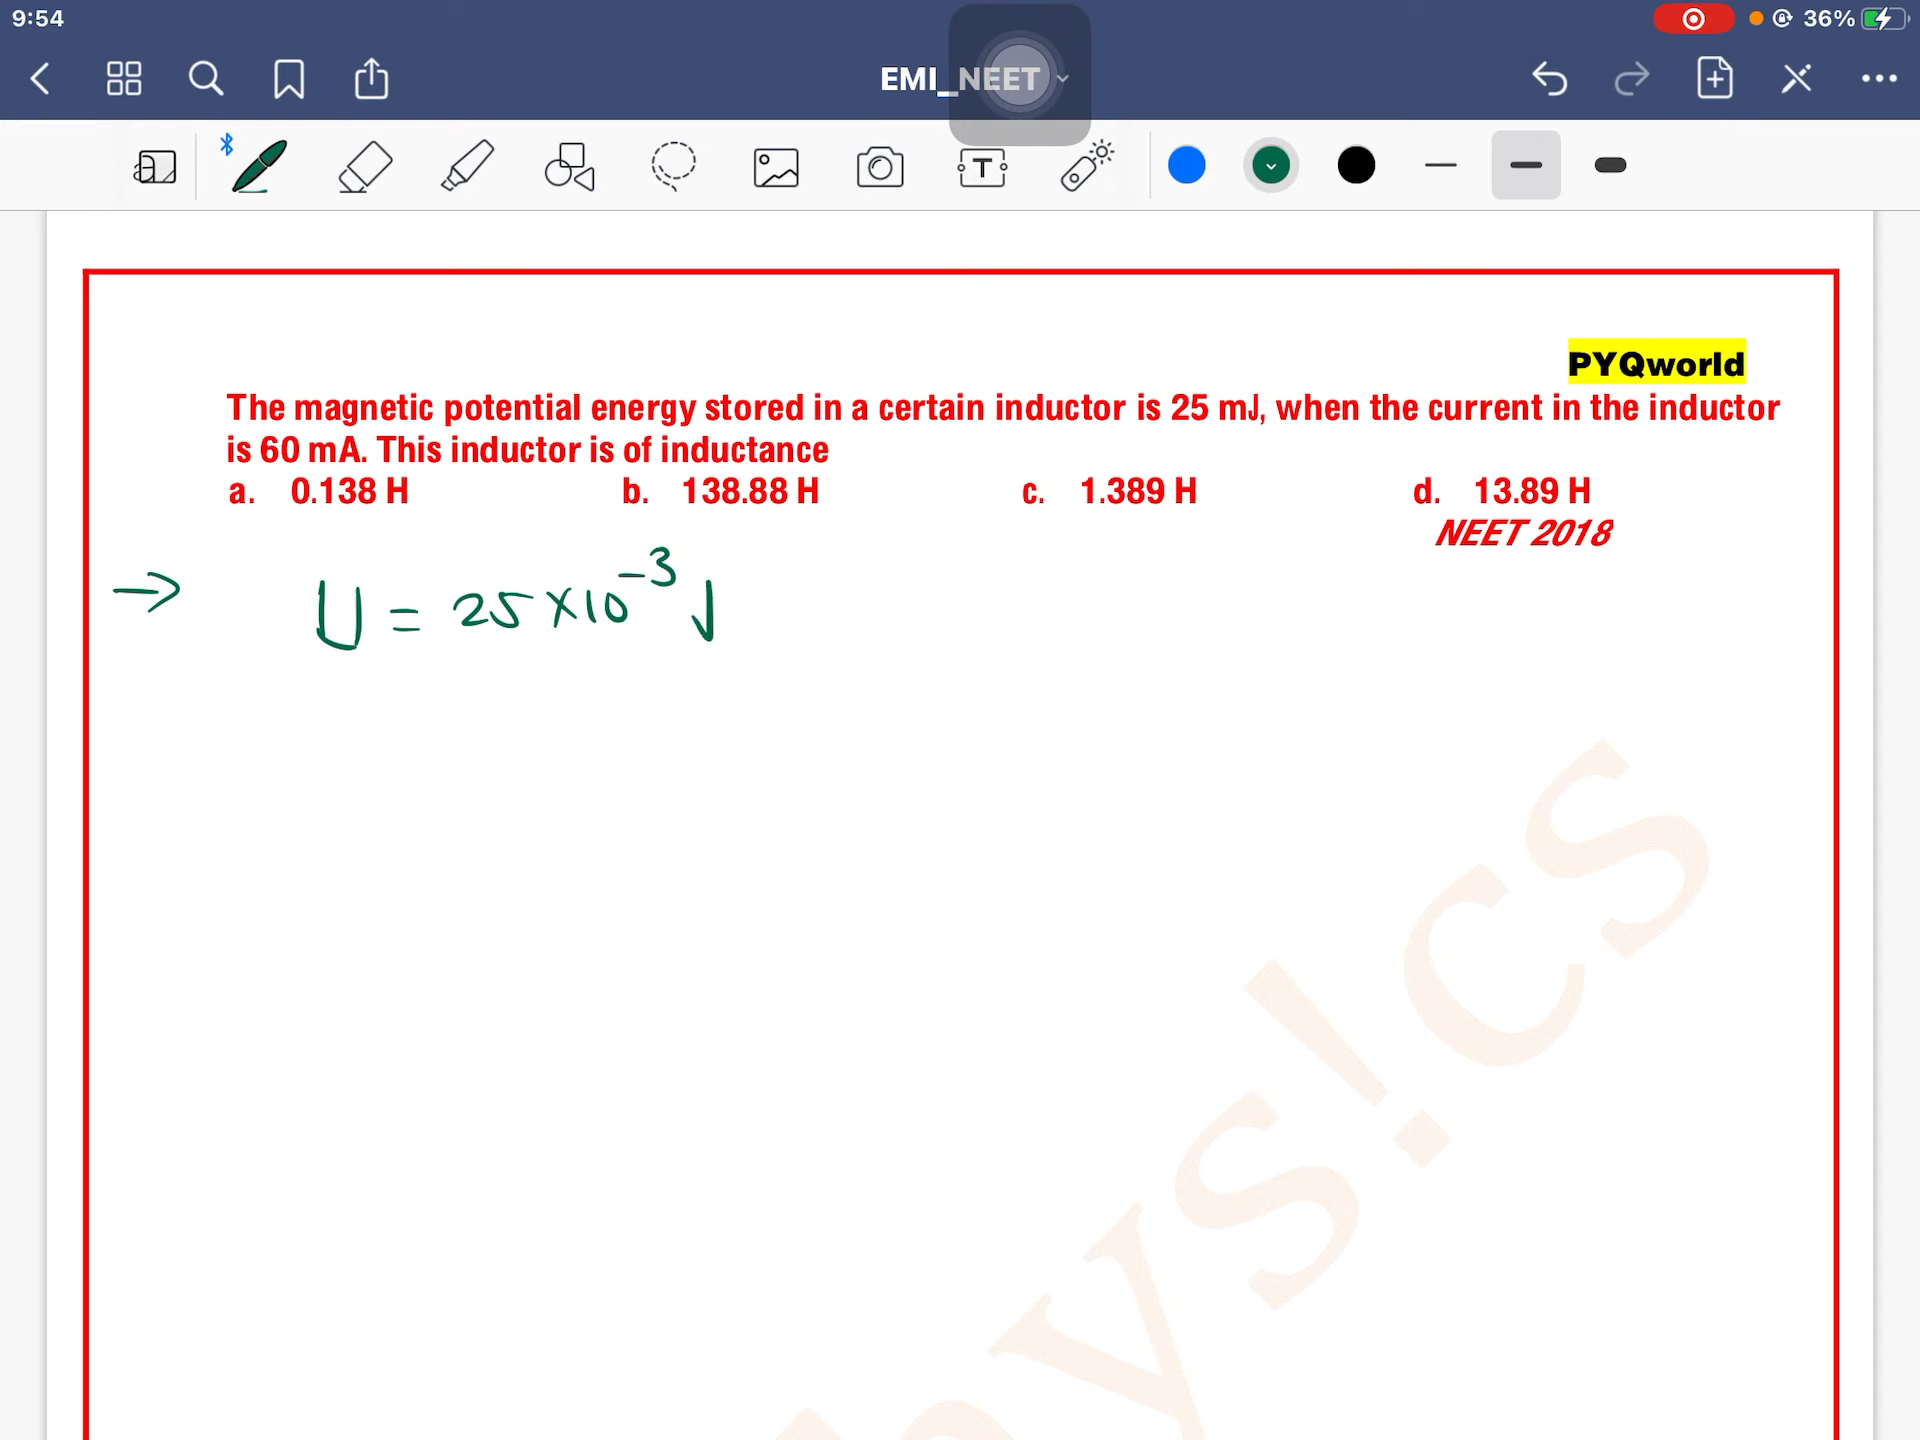 9:54
36%
EMI_NEET
PYQworld
The magnetic potential energy stored in a certain inductor is 25 mJ, when the current in the inductor
is 60 mA. This inductor is of inductance
a. 0.138 H b. 138.88 H c. 1.389 H d. 13.89 H
NEET 2018
→ U = 25×10⁻³ J
ys!cs